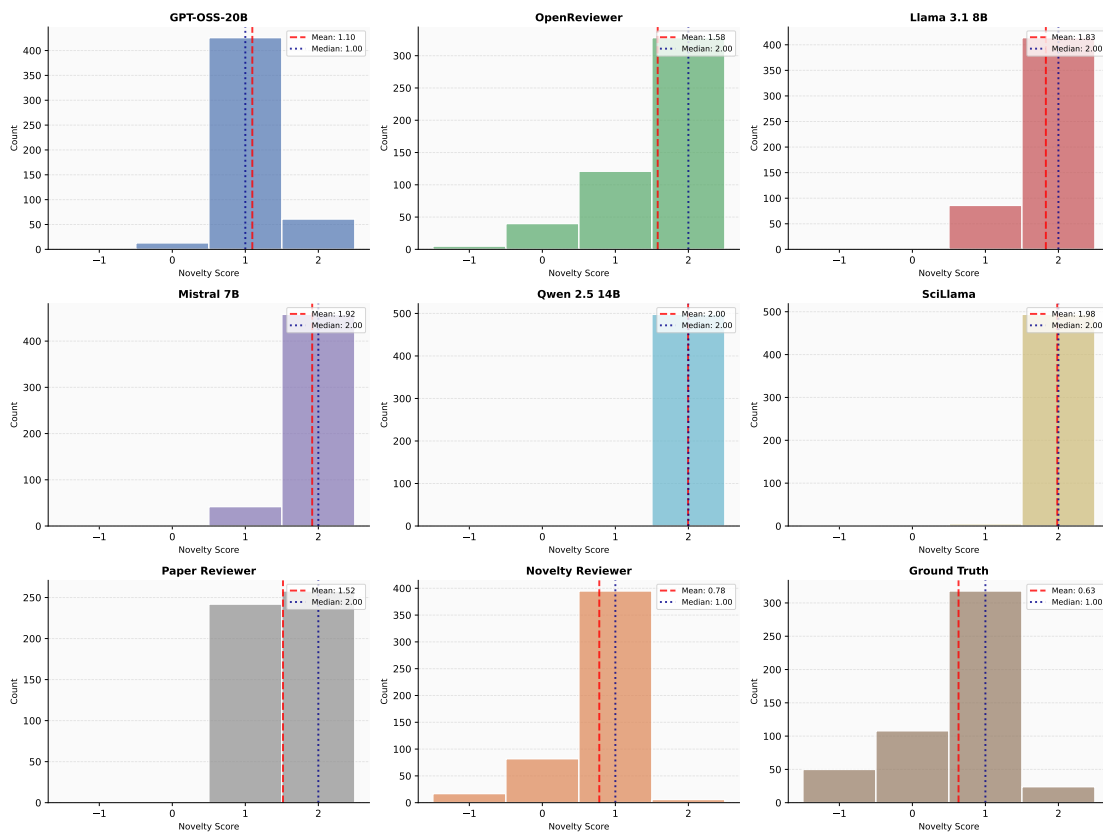 GPT-OSS-20B
Count
400
350
300
250
200
150
100
50
0
−1 0 1 2
Novelty Score
Mean: 1.10
Median: 1.00
OpenReviewer
Count
300
250
200
150
100
50
0
−1 0 1 2
Novelty Score
Mean: 1.58
Median: 2.00
Llama 3.1 8B
Count
400
350
300
250
200
150
100
50
0
−1 0 1 2
Novelty Score
Mean: 1.83
Median: 2.00
Mistral 7B
Count
400
300
200
100
0
−1 0 1 2
Novelty Score
Mean: 1.92
Median: 2.00
Qwen 2.5 14B
Count
500
400
300
200
100
0
−1 0 1 2
Novelty Score
Mean: 2.00
Median: 2.00
SciLlama
Count
500
400
300
200
100
0
−1 0 1 2
Novelty Score
Mean: 1.98
Median: 2.00
Paper Reviewer
Count
250
200
150
100
50
0
−1 0 1 2
Novelty Score
Mean: 1.52
Median: 2.00
Novelty Reviewer
Count
400
350
300
250
200
150
100
50
0
−1 0 1 2
Novelty Score
Mean: 0.78
Median: 1.00
Ground Truth
Count
300
250
200
150
100
50
0
−1 0 1 2
Novelty Score
Mean: 0.63
Median: 1.00